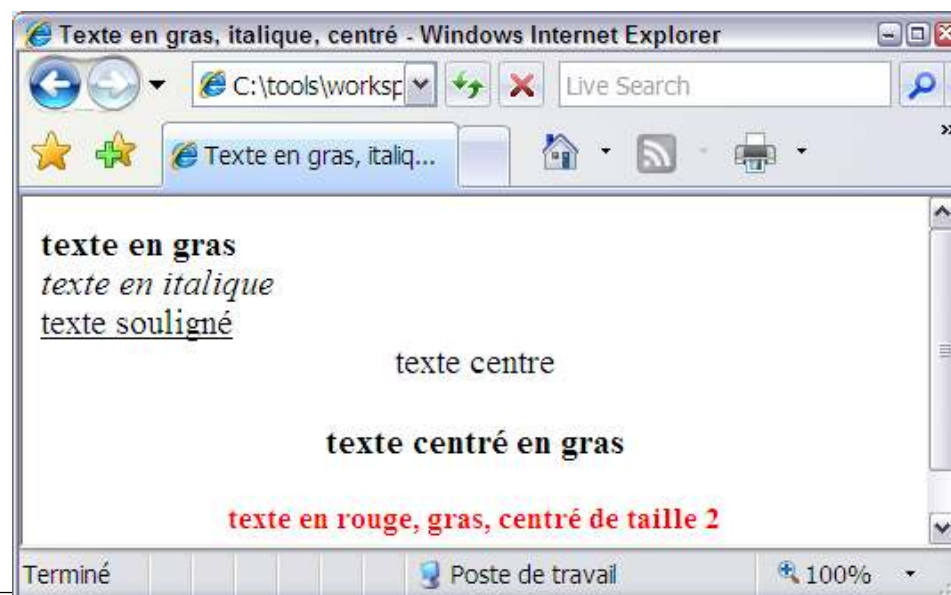 Texte en gras, italique, centré - Windows Internet Explorer
C:\tools\worksp
Live Search
Texte en gras, italiq...
texte en gras
texte en italique
texte souligné
texte centre
texte centré en gras
texte en rouge, gras, centré de taille 2
Terminé
Poste de travail
100%